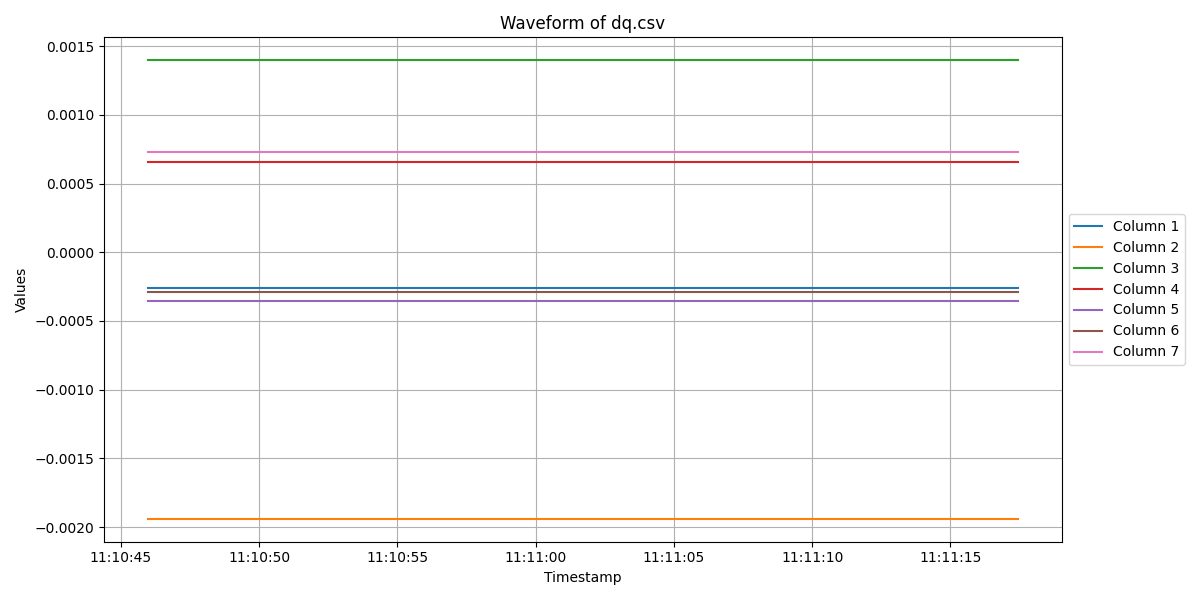 Waveform of dq.csv
Values
0.0015
0.0010
0.0005
0.0000
−0.0005
−0.0010
−0.0015
−0.0020
11:10:45 11:10:50 11:10:55 11:11:00 11:11:05 11:11:10 11:11:15
Timestamp
Column 1
Column 2
Column 3
Column 4
Column 5
Column 6
Column 7